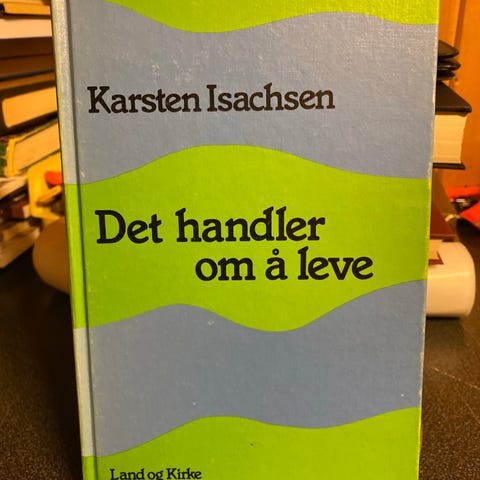 Karsten Isachsen
Det handler
om å leve
Land og Kirke